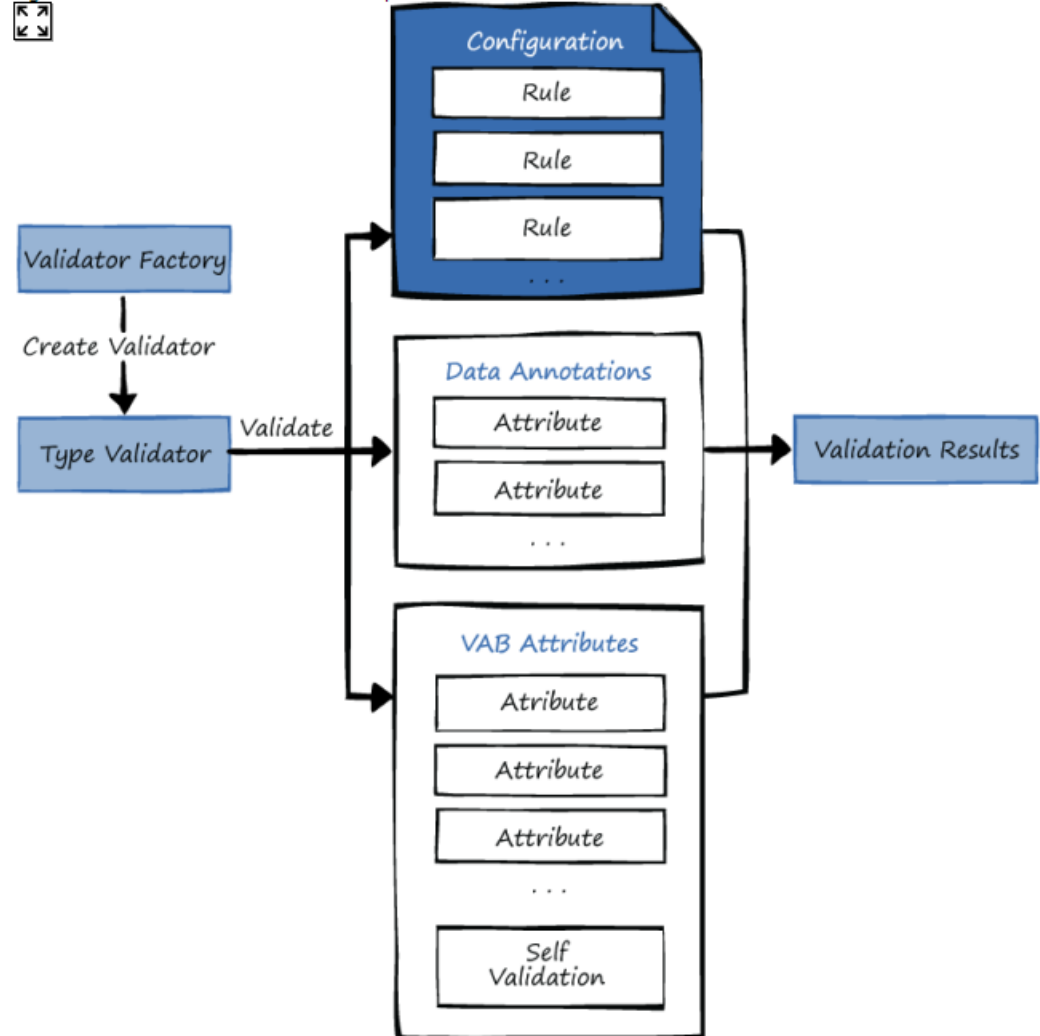 Configuration
Rule
Rule
Rule
. . .
Validator Factory
Create Validator
Type Validator
Validate
Data Annotations
Attribute
Attribute
. . .
Validation Results
VAB Attributes
Atribute
Attribute
Attribute
. . .
Self
Validation